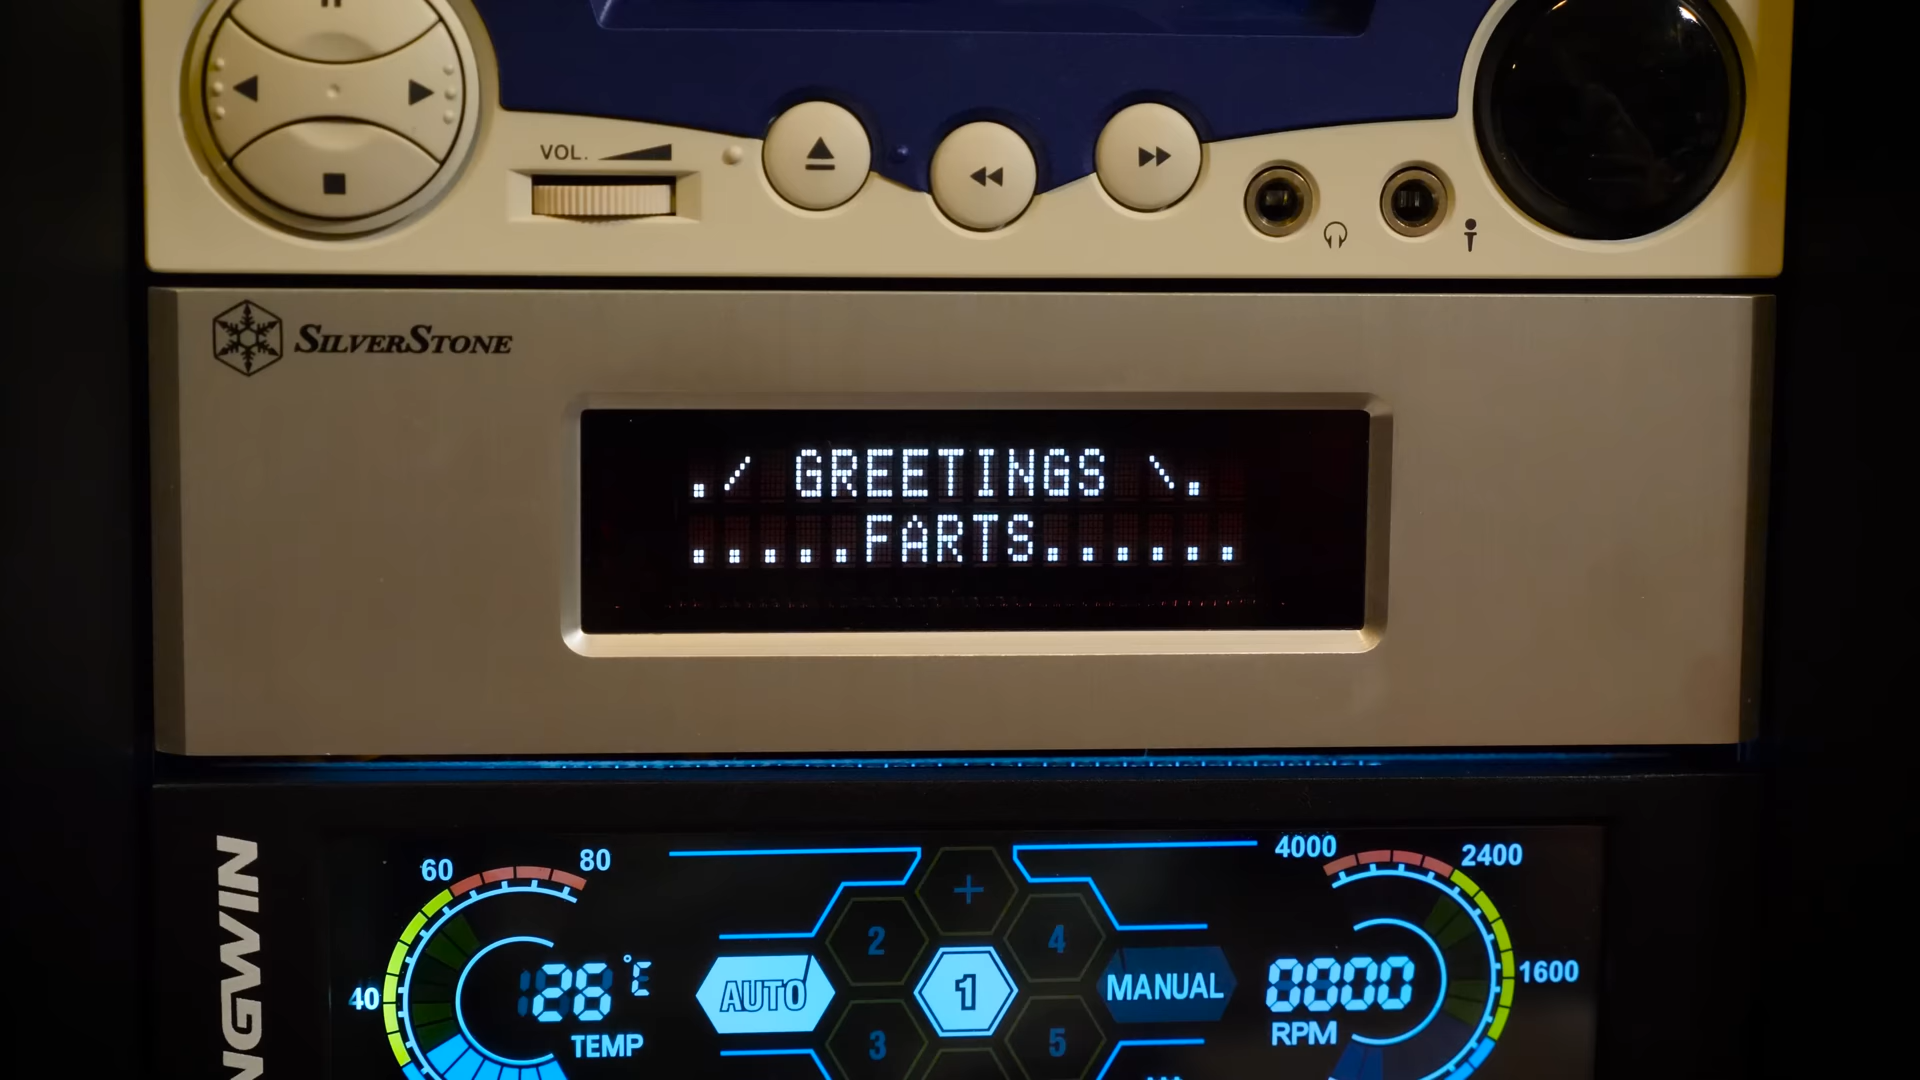 VOL.
SILVERSTONE
./ GREETINGS \.
.....FARTS......
NGWIN
60
80
40
26 °C
TEMP
AUTO
+
2
4
1
3
5
MANUAL
4000
2400
1600
0000
RPM